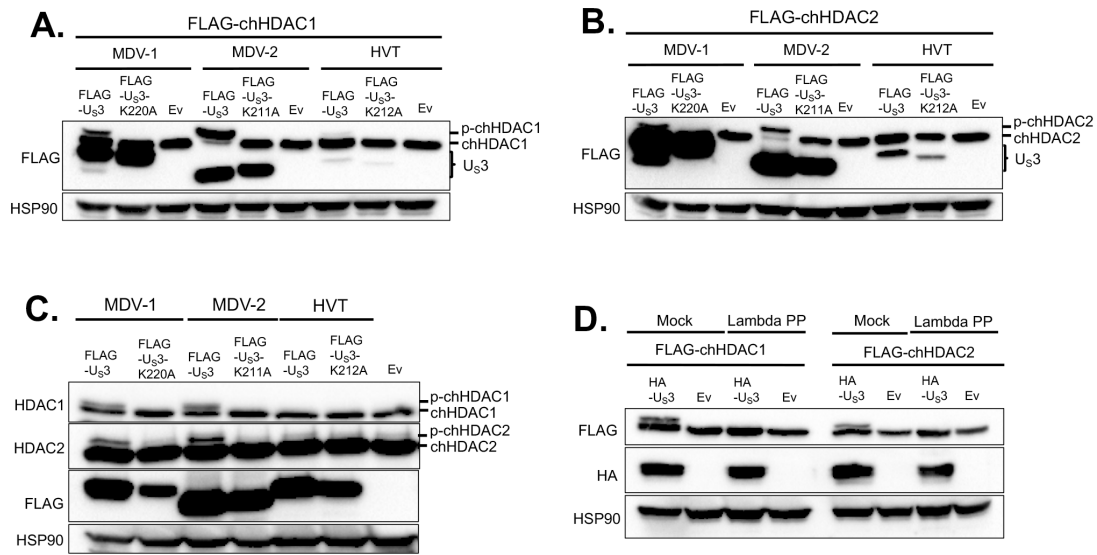 A.
FLAG-chHDAC1
MDV-1 MDV-2 HVT
FLAG
-US3
FLAG
-US3-
K220A
Ev
FLAG
-US3
FLAG
-US3-
K211A
Ev
FLAG
-US3
FLAG
-US3-
K212A
Ev
p-chHDAC1
chHDAC1
FLAG
US3
HSP90
B.
FLAG-chHDAC2
MDV-1 MDV-2 HVT
FLAG
-US3
FLAG
-US3-
K220A
Ev
FLAG
-US3
FLAG
-US3-
K211A
Ev
FLAG
-US3
FLAG
-US3-
K212A
Ev
p-chHDAC2
chHDAC2
FLAG
US3
HSP90
C.
MDV-1 MDV-2 HVT
FLAG
-US3
FLAG
-US3-
K220A
FLAG
-US3
FLAG
-US3-
K211A
FLAG
-US3
FLAG
-US3-
K212A
Ev
HDAC1
p-chHDAC1
chHDAC1
HDAC2
p-chHDAC2
chHDAC2
FLAG
HSP90
D.
Mock Lambda PP Mock Lambda PP
FLAG-chHDAC1 FLAG-chHDAC2
HA
-US3
Ev
HA
-US3
Ev
HA
-US3
Ev
HA
-US3
Ev
FLAG
HA
HSP90